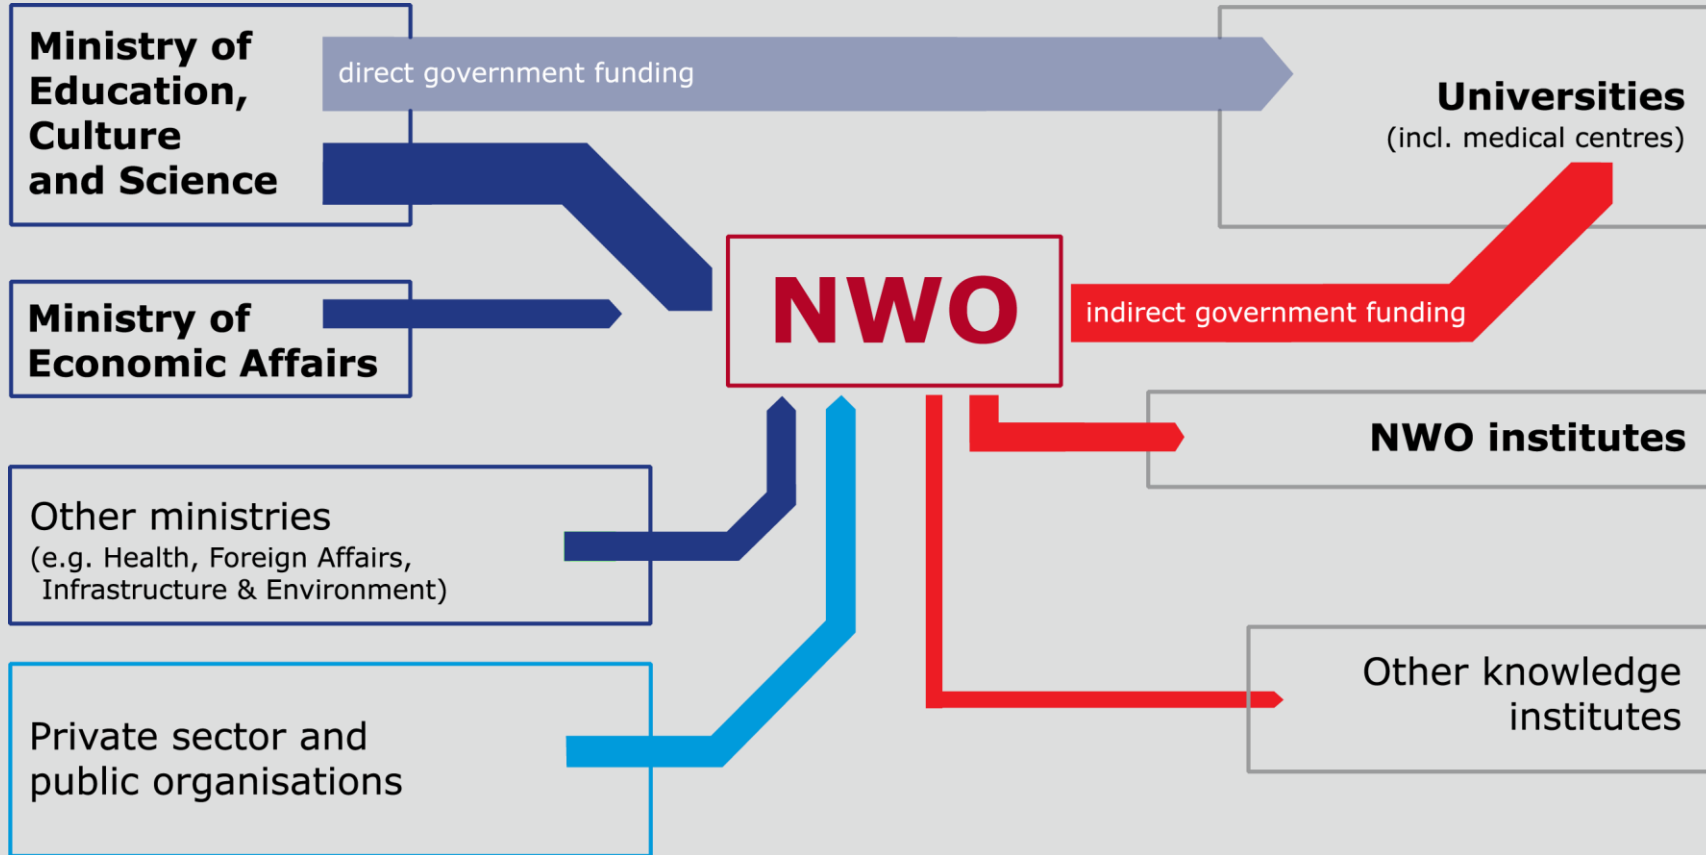 Ministry of
Education,
Culture
and Science
direct government funding
Universities
(incl. medical centres)
Ministry of
Economic Affairs
NWO
indirect government funding
NWO institutes
Other ministries
(e.g. Health, Foreign Affairs,
Infrastructure & Environment)
Other knowledge
institutes
Private sector and
public organisations